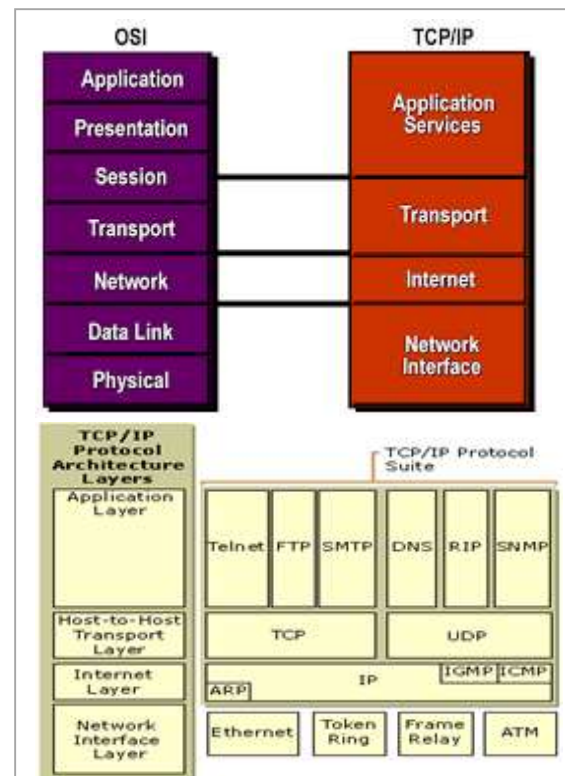 OSI
TCP/IP
Application
Presentation
Session
Transport
Network
Data Link
Physical
Application
Services
Transport
Internet
Network
Interface
TCP/IP
Protocol
Architecture
Layers
TCP/IP Protocol
Suite
Application
Layer
Telnet FTP SMTP DNS RIP SNMP
Host-to-Host
Transport
Layer
TCP UDP
Internet
Layer
ARP IP IGMP ICMP
Network
Interface
Layer
Ethernet
Token
Ring
Frame
Relay
ATM